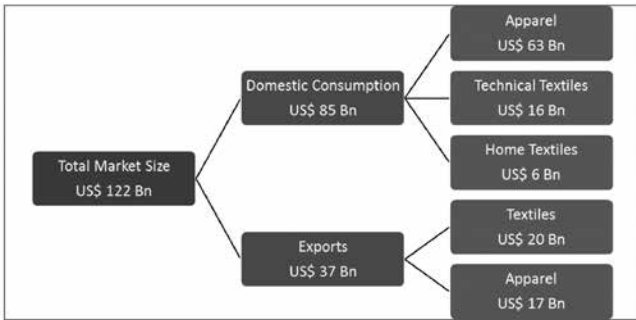 Total Market Size
US$ 122 Bn
Domestic Consumption
US$ 85 Bn
Apparel
US$ 63 Bn
Technical Textiles
US$ 16 Bn
Home Textiles
US$ 6 Bn
Exports
US$ 37 Bn
Textiles
US$ 20 Bn
Apparel
US$ 17 Bn